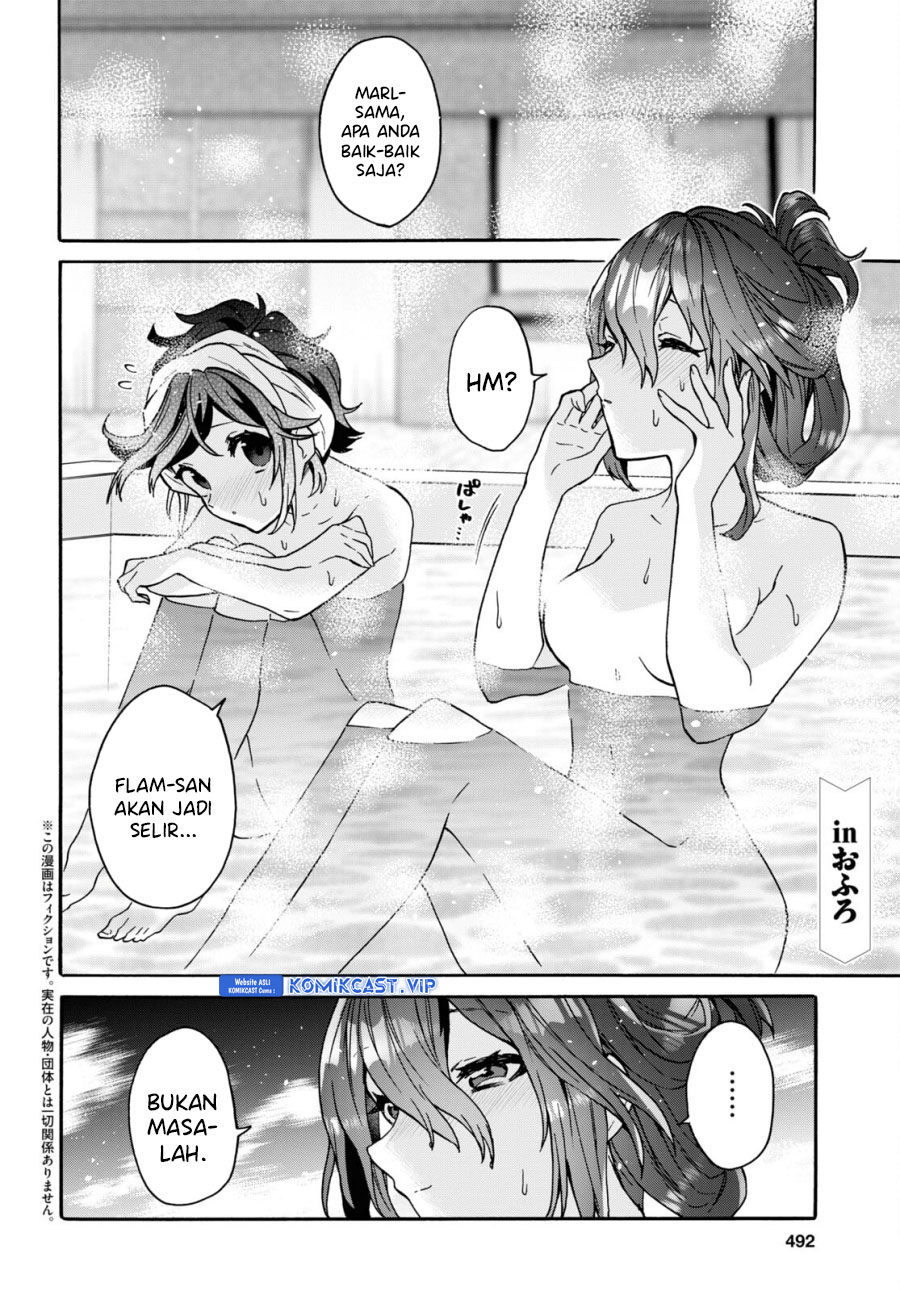 MARL-
SAMA,
APA ANDA
BAIK-BAIK
SAJA?
HM?
ぱしゃ…
FLAM-SAN
AKAN JADI
SELIR...
inおふろ
※この漫画はフィクションです。実在の人物・団体とは一切関係ありません。
Website ASLI
KOMIKCAST Cuma :
KOMIKCAST.VIP
………
BUKAN
MASA-
LAH.
492